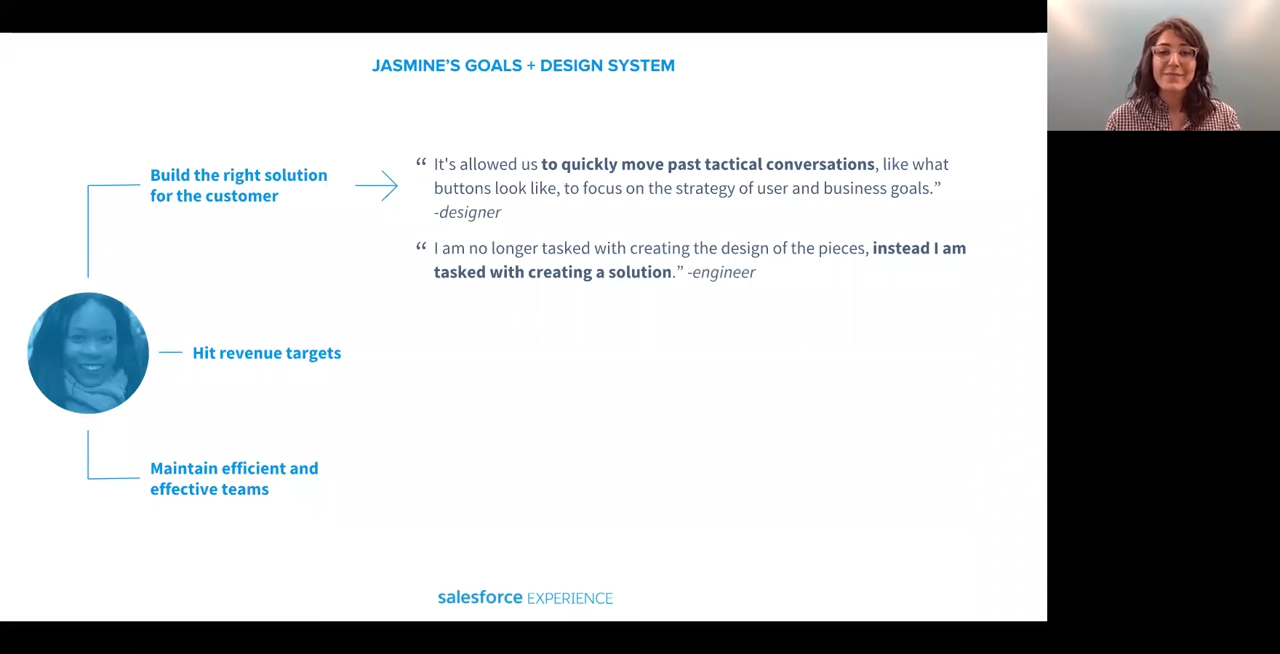 JASMINE’S GOALS + DESIGN SYSTEM
Build the right solution
for the customer
“ It's allowed us to quickly move past tactical conversations, like what
buttons look like, to focus on the strategy of user and business goals.”
-designer
“ I am no longer tasked with creating the design of the pieces, instead I am
tasked with creating a solution.” -engineer
Hit revenue targets
Maintain efficient and
effective teams
salesforce EXPERIENCE